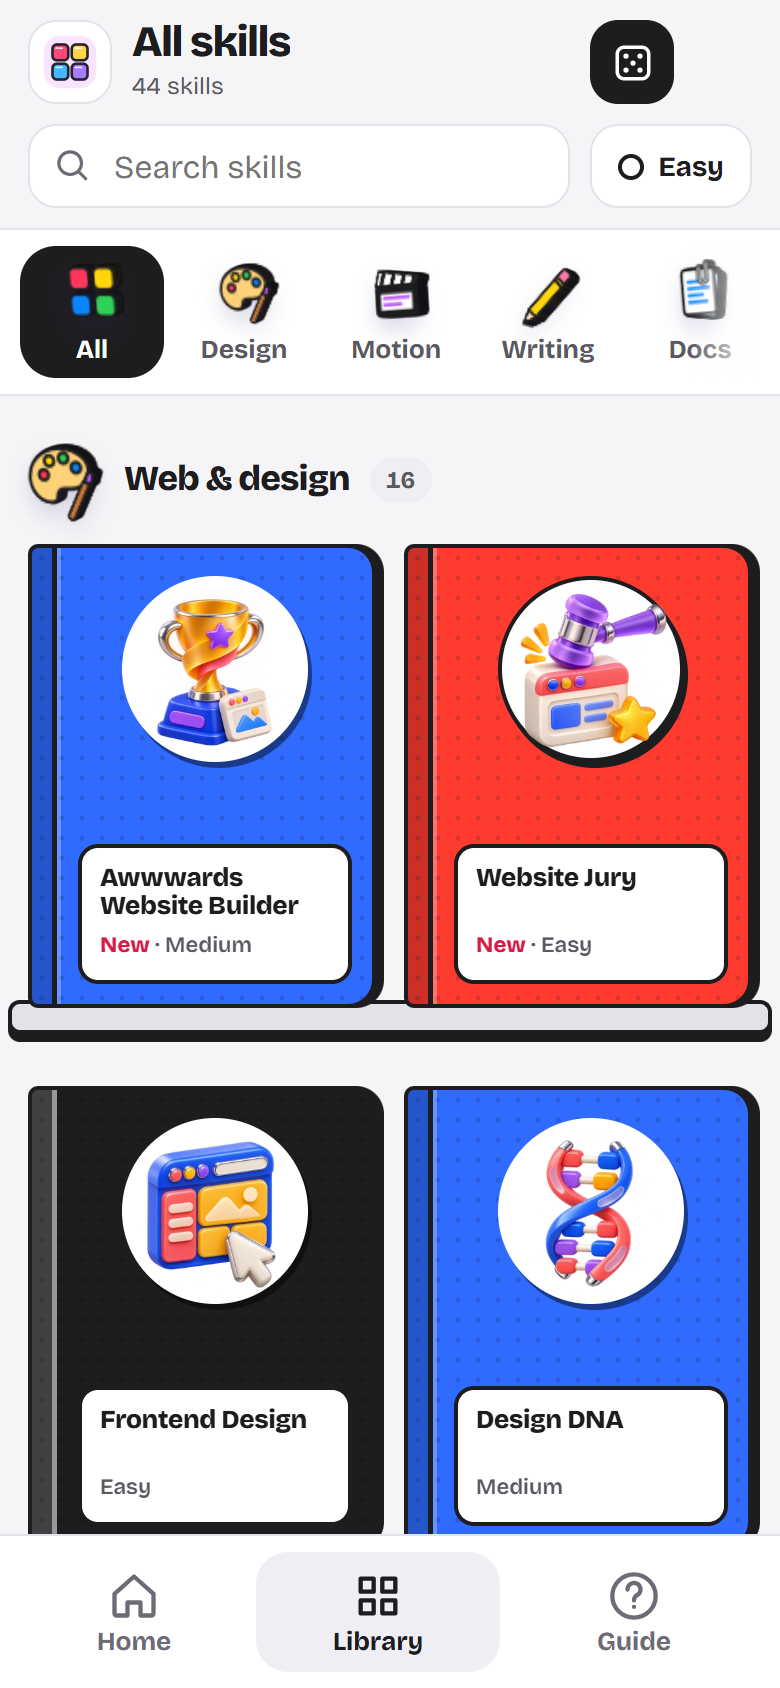 All skills
44 skills
Search skills
Easy
All
Design
Motion
Writing
Docs
Web & design 16
Awwwards
Website Builder
New · Medium
Website Jury
New · Easy
Frontend Design
Easy
Design DNA
Medium
Home
Library
Guide